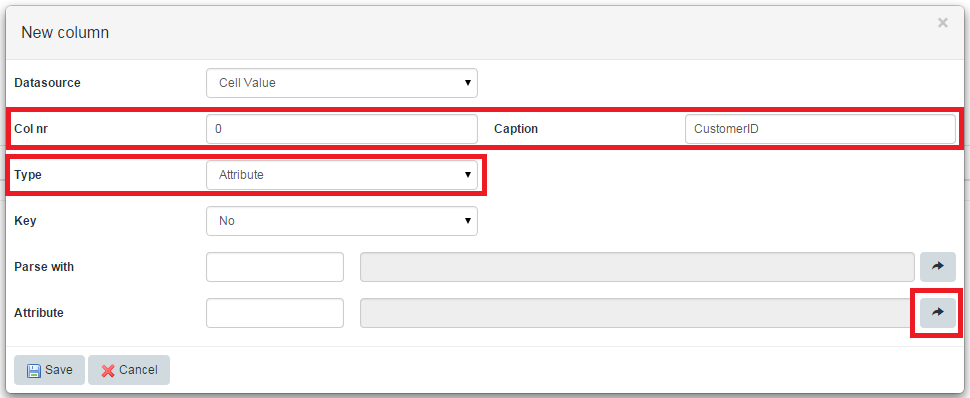 New column ×
Datasource Cell Value
Col nr 0 Caption CustomerID
Type Attribute
Key No
Parse with
Attribute
Save Cancel